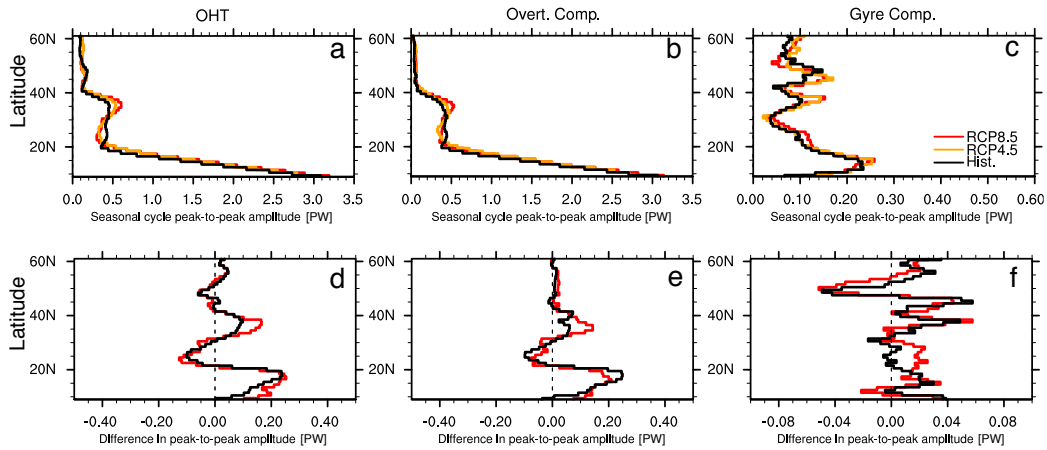 OHT
Overt. Comp.
Gyre Comp.
60N
40N
20N
Latitude
a
0.0 0.5 1.0 1.5 2.0 2.5 3.0 3.5
Seasonal cycle peak-to-peak amplitude [PW]
60N
40N
20N
b
0.0 0.5 1.0 1.5 2.0 2.5 3.0 3.5
Seasonal cycle peak-to-peak amplitude [PW]
60N
40N
20N
c
RCP8.5
RCP4.5
Hist.
0.00 0.10 0.20 0.30 0.40 0.50 0.60
Seasonal cycle peak-to-peak amplitude [PW]
60N
40N
20N
Latitude
d
-0.40 -0.20 0.00 0.20 0.40
Difference in peak-to-peak amplitude [PW]
60N
40N
20N
e
-0.40 -0.20 0.00 0.20 0.40
Difference in peak-to-peak amplitude [PW]
60N
40N
20N
f
-0.08 -0.04 0.00 0.04 0.08
Difference in peak-to-peak amplitude [PW]